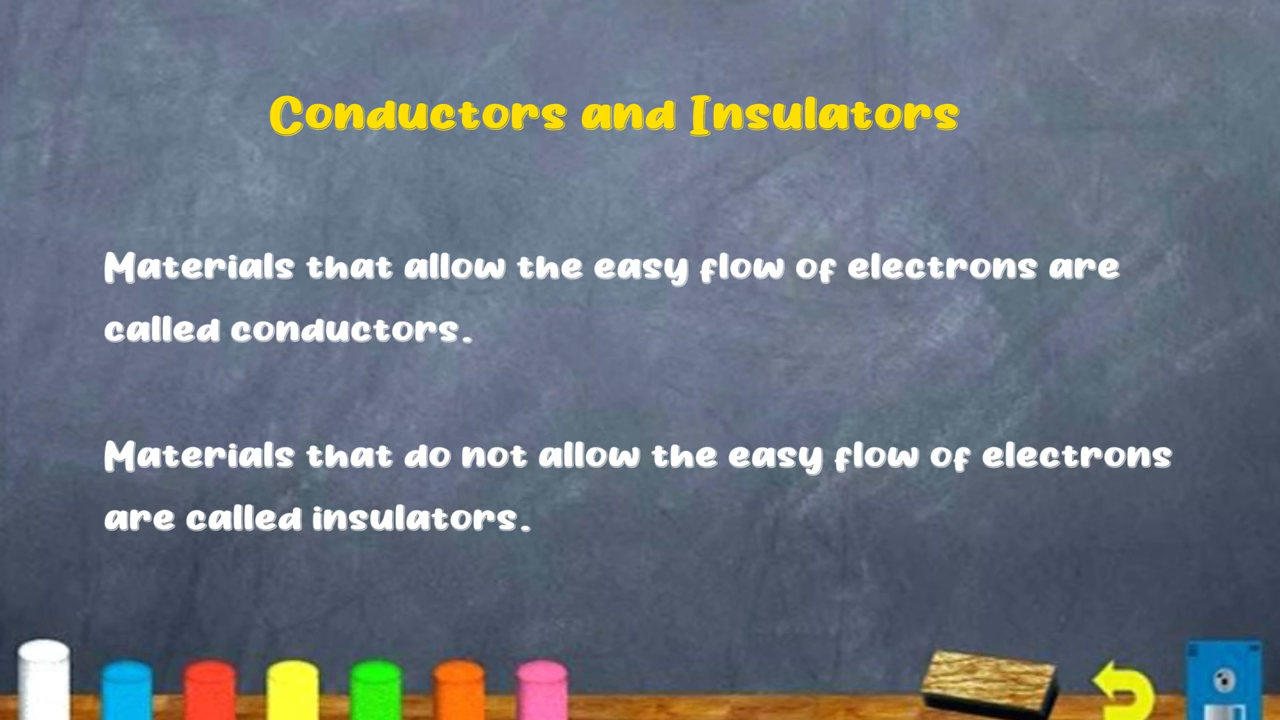 Conductors and Insulators
Materials that allow the easy flow of electrons are
called conductors.
Materials that do not allow the easy flow of electrons
are called insulators.